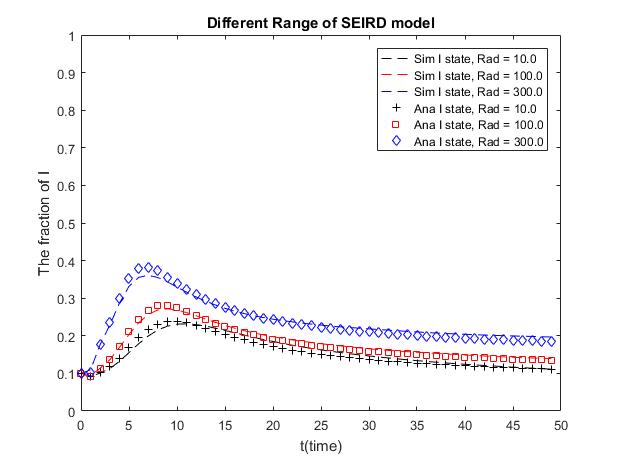 Different Range of SEIRD model
1
0.9
0.8
0.7
0.6
0.5
0.4
0.3
0.2
0.1
0
The fraction of I
Sim I state, Rad = 10.0
Sim I state, Rad = 100.0
Sim I state, Rad = 300.0
Ana I state, Rad = 10.0
Ana I state, Rad = 100.0
Ana I state, Rad = 300.0
0 5 10 15 20 25 30 35 40 45 50
t(time)